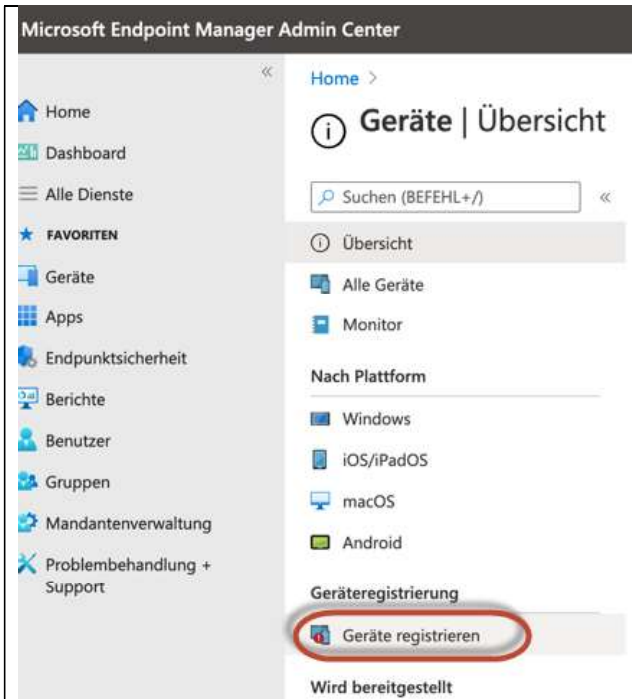 Microsoft Endpoint Manager Admin Center
«
Home
Dashboard
Alle Dienste
FAVORITEN
Geräte
Apps
Endpunktsicherheit
Berichte
Benutzer
Gruppen
Mandantenverwaltung
Problembehandlung +
Support
Home >
Geräte | Übersicht
Suchen (BEFEHL+/)
«
Übersicht
Alle Geräte
Monitor
Nach Plattform
Windows
iOS/iPadOS
macOS
Android
Geräteregistrierung
Geräte registrieren
Wird bereitgestellt